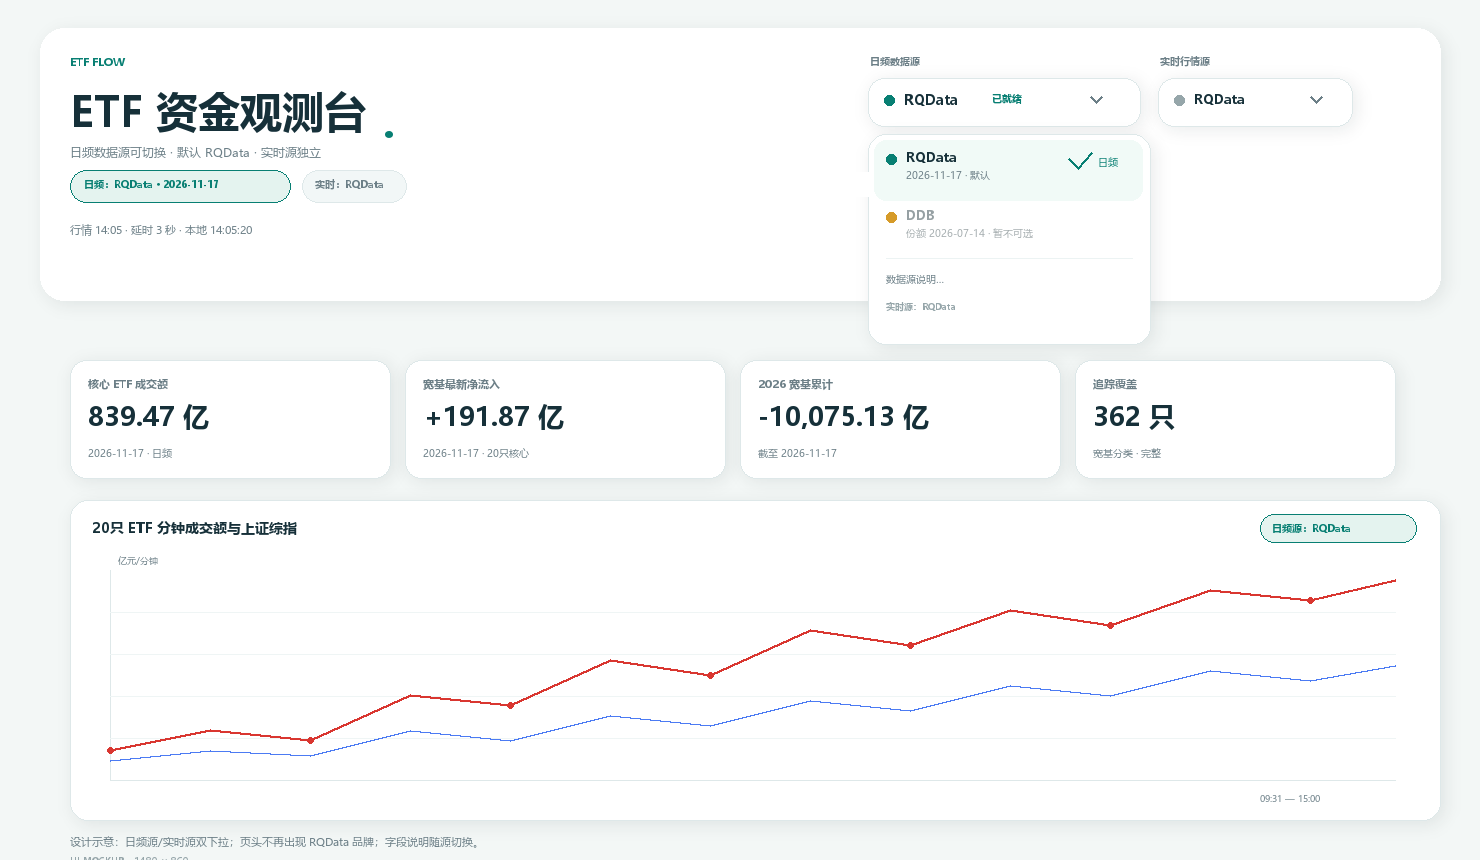 ETF FLOW
ETF 资金观测台
日频数据源可切换 · 默认 RQData · 实时源独立
日频：RQData • 2026-11-17
实时：RQData
行情 14:05 · 延时 3 秒 · 本地 14:05:20
日频数据源
实时行情源
RQData 已就绪
RQData
RQData
日频
2026-11-17 · 默认
DDB
份额 2026-07-14 · 暂不可选
数据源说明...
实时源：RQData
核心 ETF 成交额
839.47 亿
2026-11-17 · 日频
宽基最新净流入
+191.87 亿
2026-11-17 · 20只核心
2026 宽基累计
-10,075.13 亿
截至 2026-11-17
追踪覆盖
362 只
宽基分类 · 完整
20只 ETF 分钟成交额与上证综指
日频源：RQData
亿元/分钟
09:31 — 15:00
设计示意：日频源/实时源双下拉；页头不再出现 RQData 品牌；字段说明随源切换。